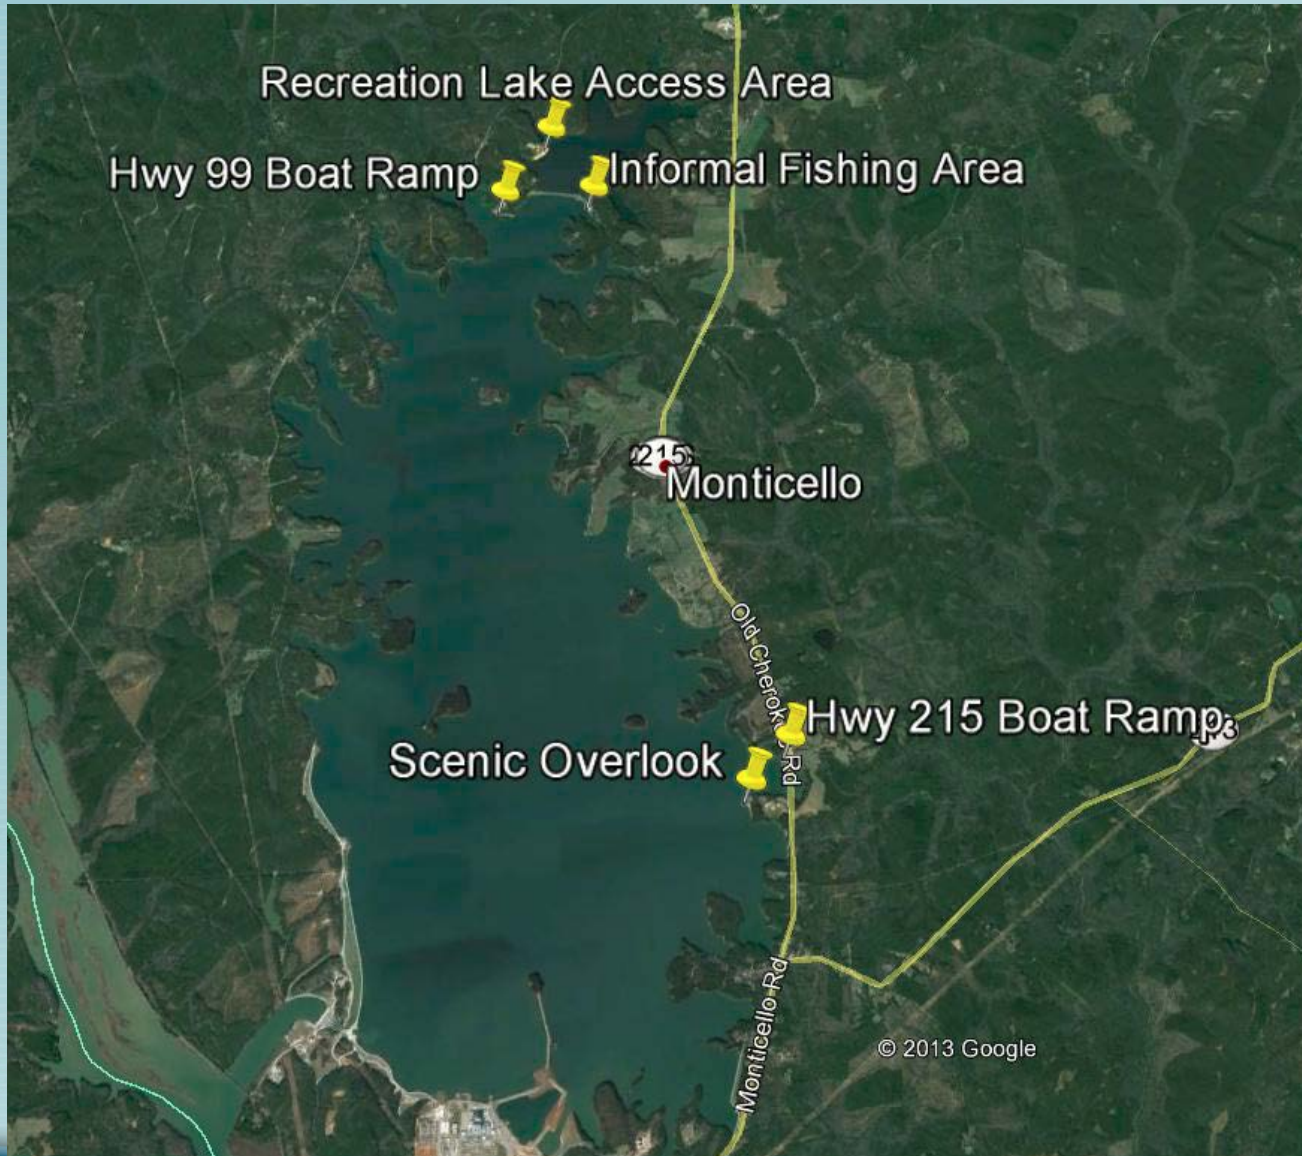 Recreation Lake Access Area
Hwy 99 Boat Ramp
Informal Fishing Area
215
Monticello
Old Cherokee Rd
Hwy 215 Boat Ramp
Scenic Overlook
© 2013 Google
Monticello Rd